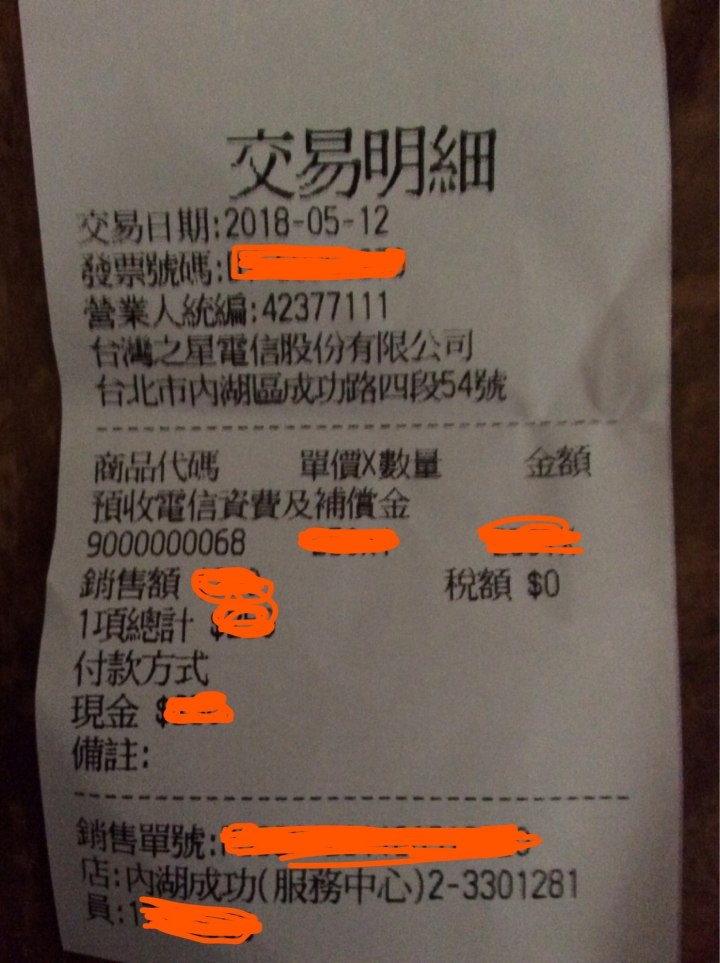 交易明細
交易日期:2018-05-12
發票號碼:
營業人統編:42377111
台灣之星電信股份有限公司
台北市內湖區成功路四段54號
商品代碼 單價X數量 金額
預收電信資費及補償金
9000000068
銷售額 稅額 $0
1項總計 $
付款方式
現金 $
備註:
銷售單號:
店:內湖成功(服務中心)2-3301281
員:1